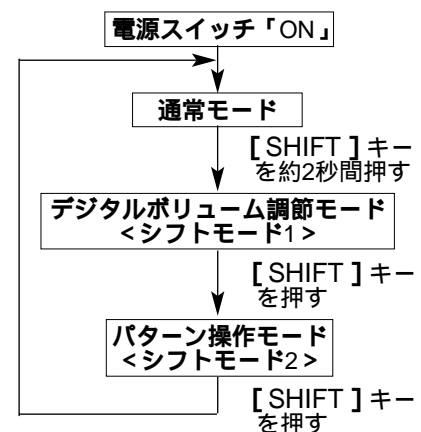 電源スイッチ「ON」
通常モード
［SHIFT］キー
を約2秒間押す
デジタルボリューム調節モード
<シフトモード1>
［SHIFT］キー
を押す
パターン操作モード
<シフトモード2>
［SHIFT］キー
を押す